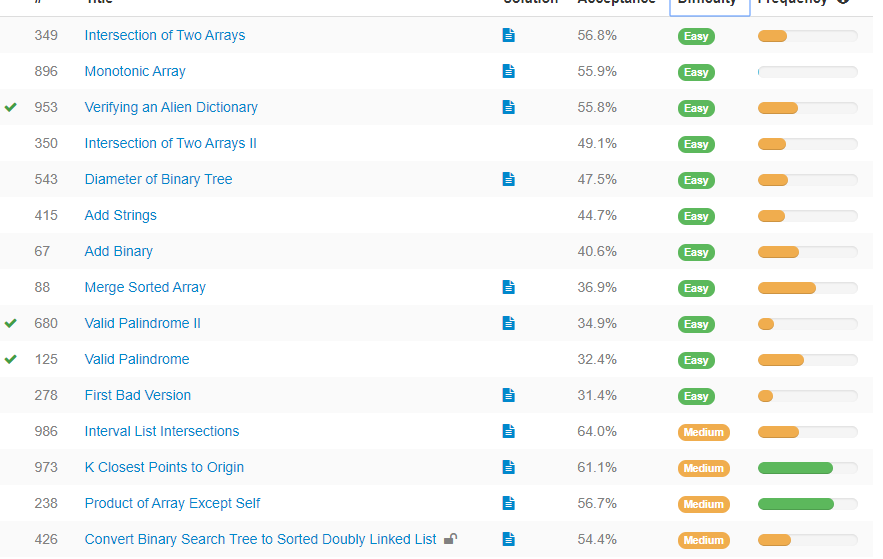 # Title Solution Acceptance Difficulty Frequency
349 Intersection of Two Arrays 56.8% Easy
896 Monotonic Array 55.9% Easy
953 Verifying an Alien Dictionary 55.8% Easy
350 Intersection of Two Arrays II 49.1% Easy
543 Diameter of Binary Tree 47.5% Easy
415 Add Strings 44.7% Easy
67 Add Binary 40.6% Easy
88 Merge Sorted Array 36.9% Easy
680 Valid Palindrome II 34.9% Easy
125 Valid Palindrome 32.4% Easy
278 First Bad Version 31.4% Easy
986 Interval List Intersections 64.0% Medium
973 K Closest Points to Origin 61.1% Medium
238 Product of Array Except Self 56.7% Medium
426 Convert Binary Search Tree to Sorted Doubly Linked List 54.4% Medium